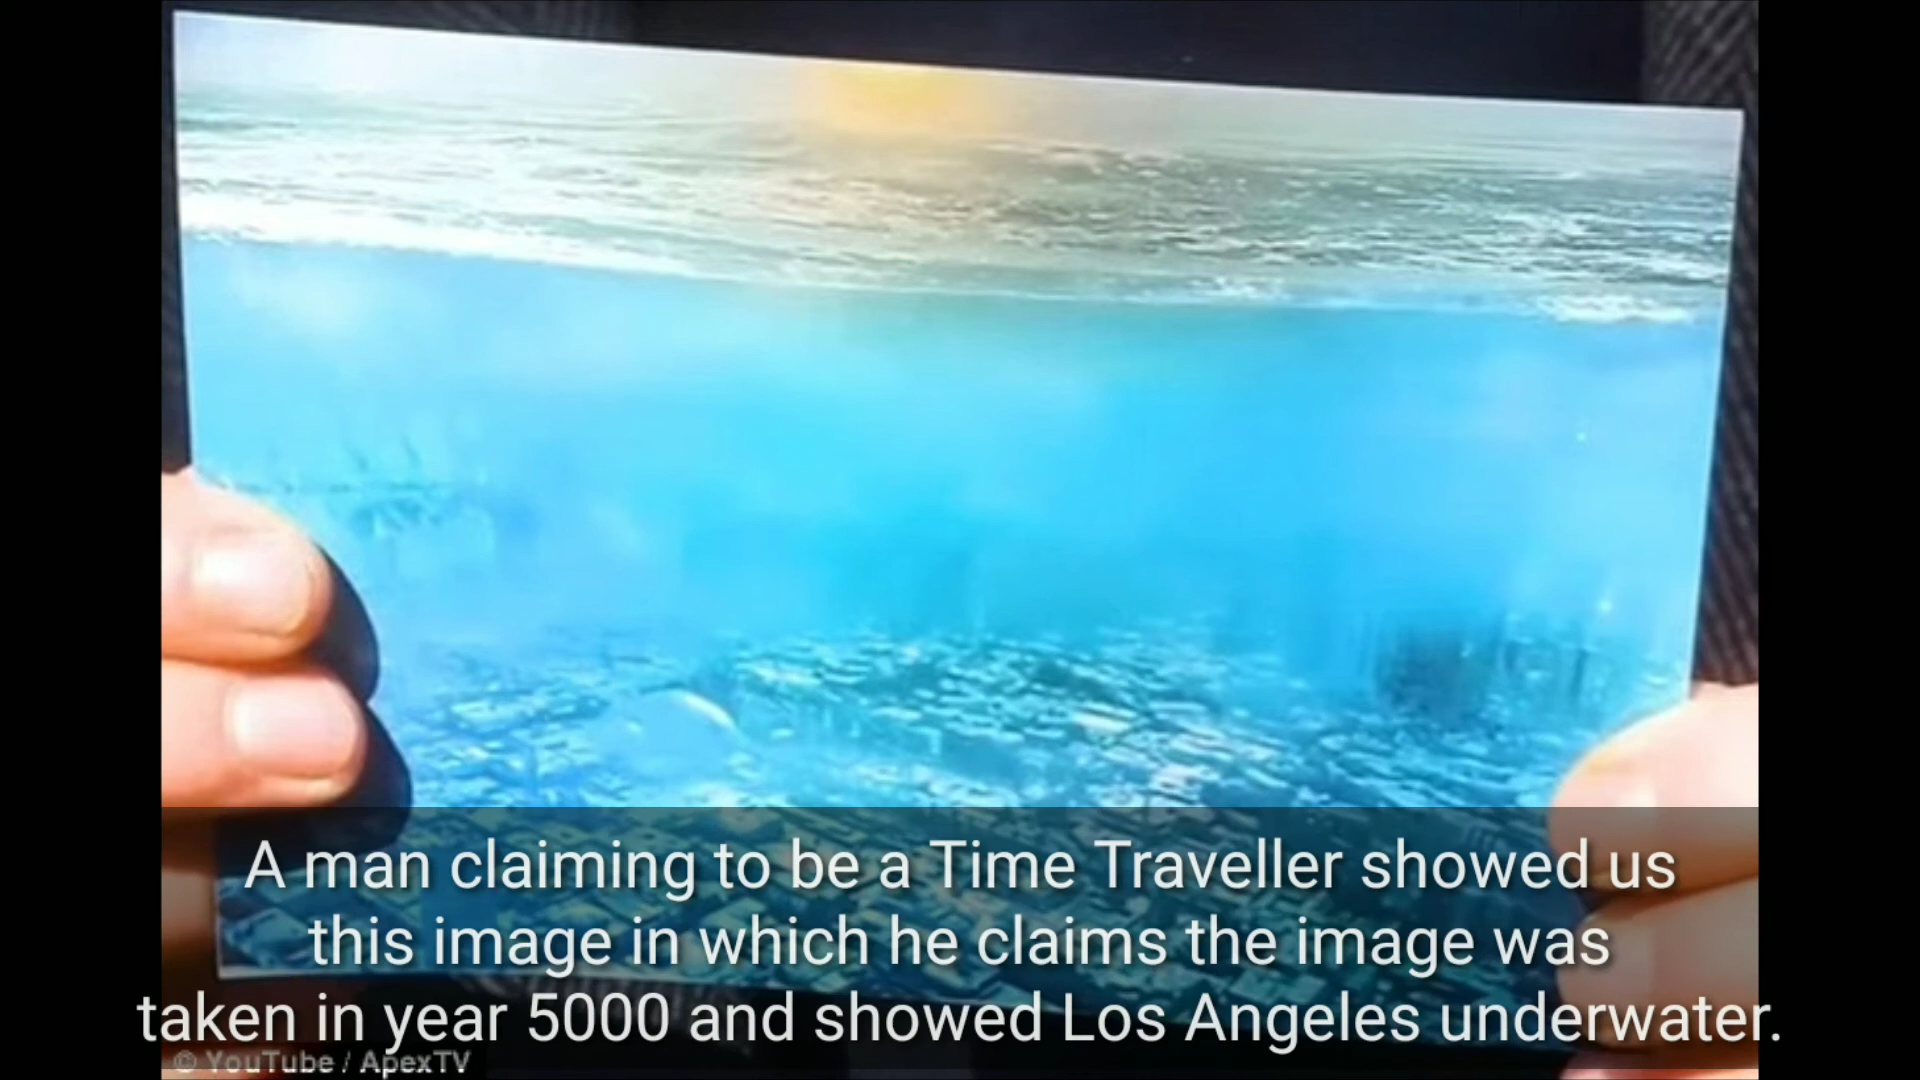 A man claiming to be a Time Traveller showed us
this image in which he claims the image was
taken in year 5000 and showed Los Angeles underwater.
© YouTube / ApexTV